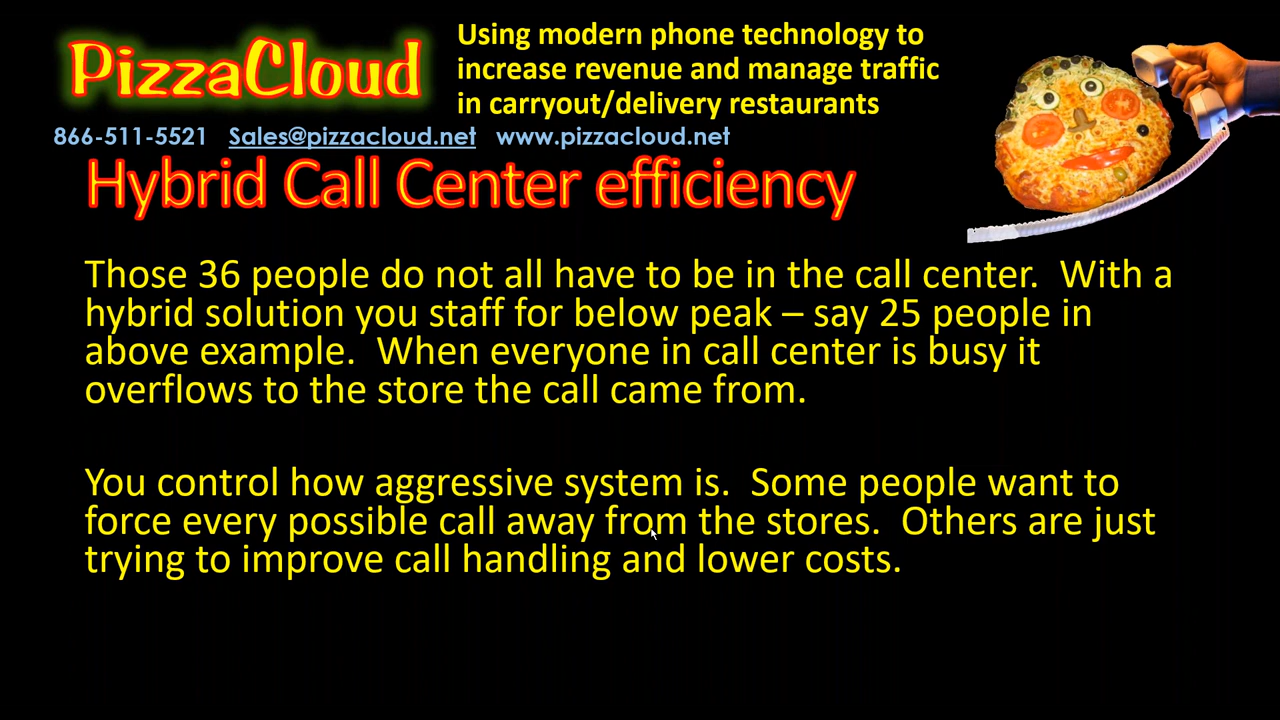 PizzaCloud
Using modern phone technology to
increase revenue and manage traffic
in carryout/delivery restaurants
866-511-5521 Sales@pizzacloud.net www.pizzacloud.net
Hybrid Call Center efficiency
Those 36 people do not all have to be in the call center. With a
hybrid solution you staff for below peak – say 25 people in
above example. When everyone in call center is busy it
overflows to the store the call came from.
You control how aggressive system is. Some people want to
force every possible call away from the stores. Others are just
trying to improve call handling and lower costs.